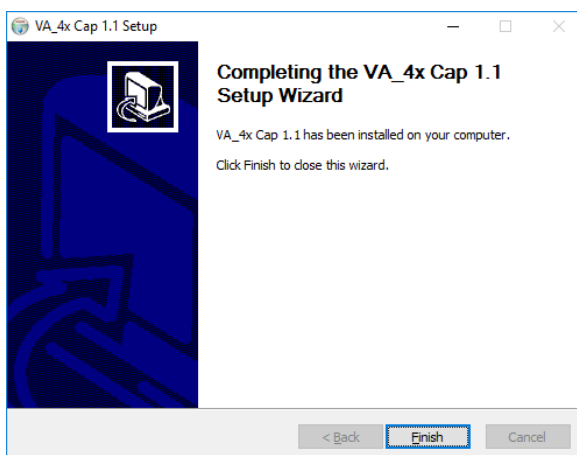 VA_4x Cap 1.1 Setup
Completing the VA_4x Cap 1.1
Setup Wizard
VA_4x Cap 1.1 has been installed on your computer.
Click Finish to close this wizard.
< Back Finish Cancel